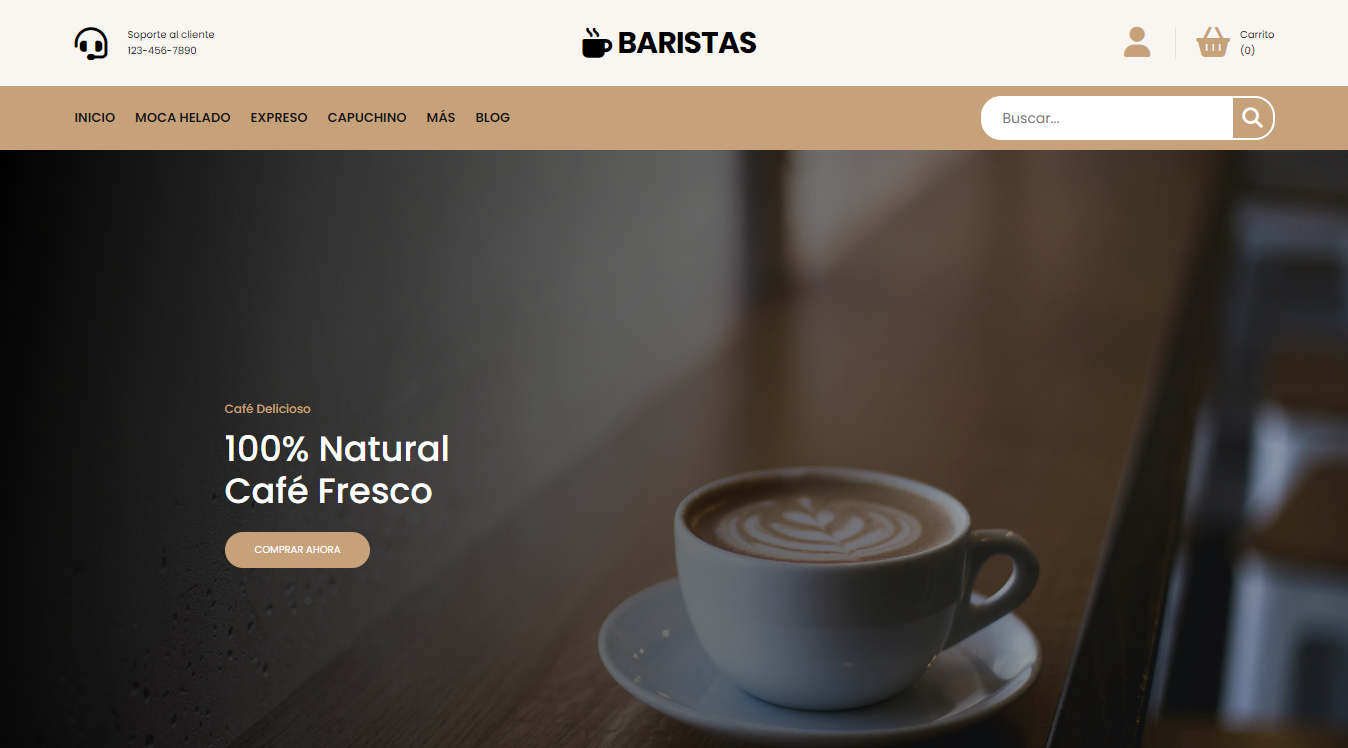 Soporte al cliente
123-456-7890
BARISTAS
Carrito
(0)
INICIO MOCA HELADO EXPRESO CAPUCHINO MÁS BLOG
Buscar...
Café Delicioso
100% Natural
Café Fresco
COMPRAR AHORA